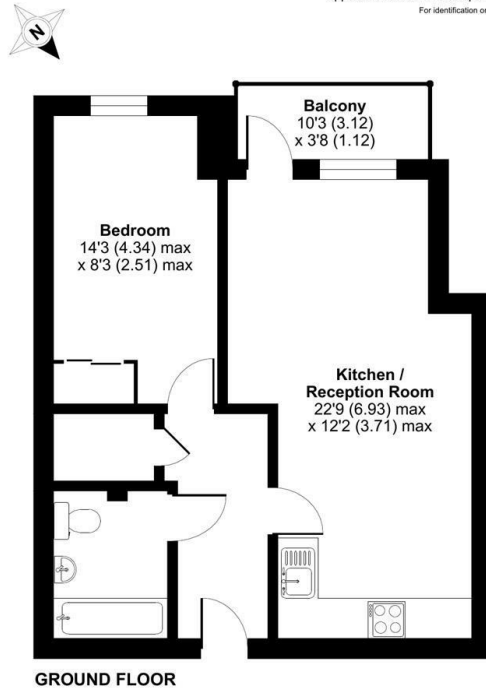 For identification on
N
Balcony
10'3 (3.12)
x 3'8 (1.12)
Bedroom
14'3 (4.34) max
x 8'3 (2.51) max
Kitchen /
Reception Room
22'9 (6.93) max
x 12'2 (3.71) max
GROUND FLOOR